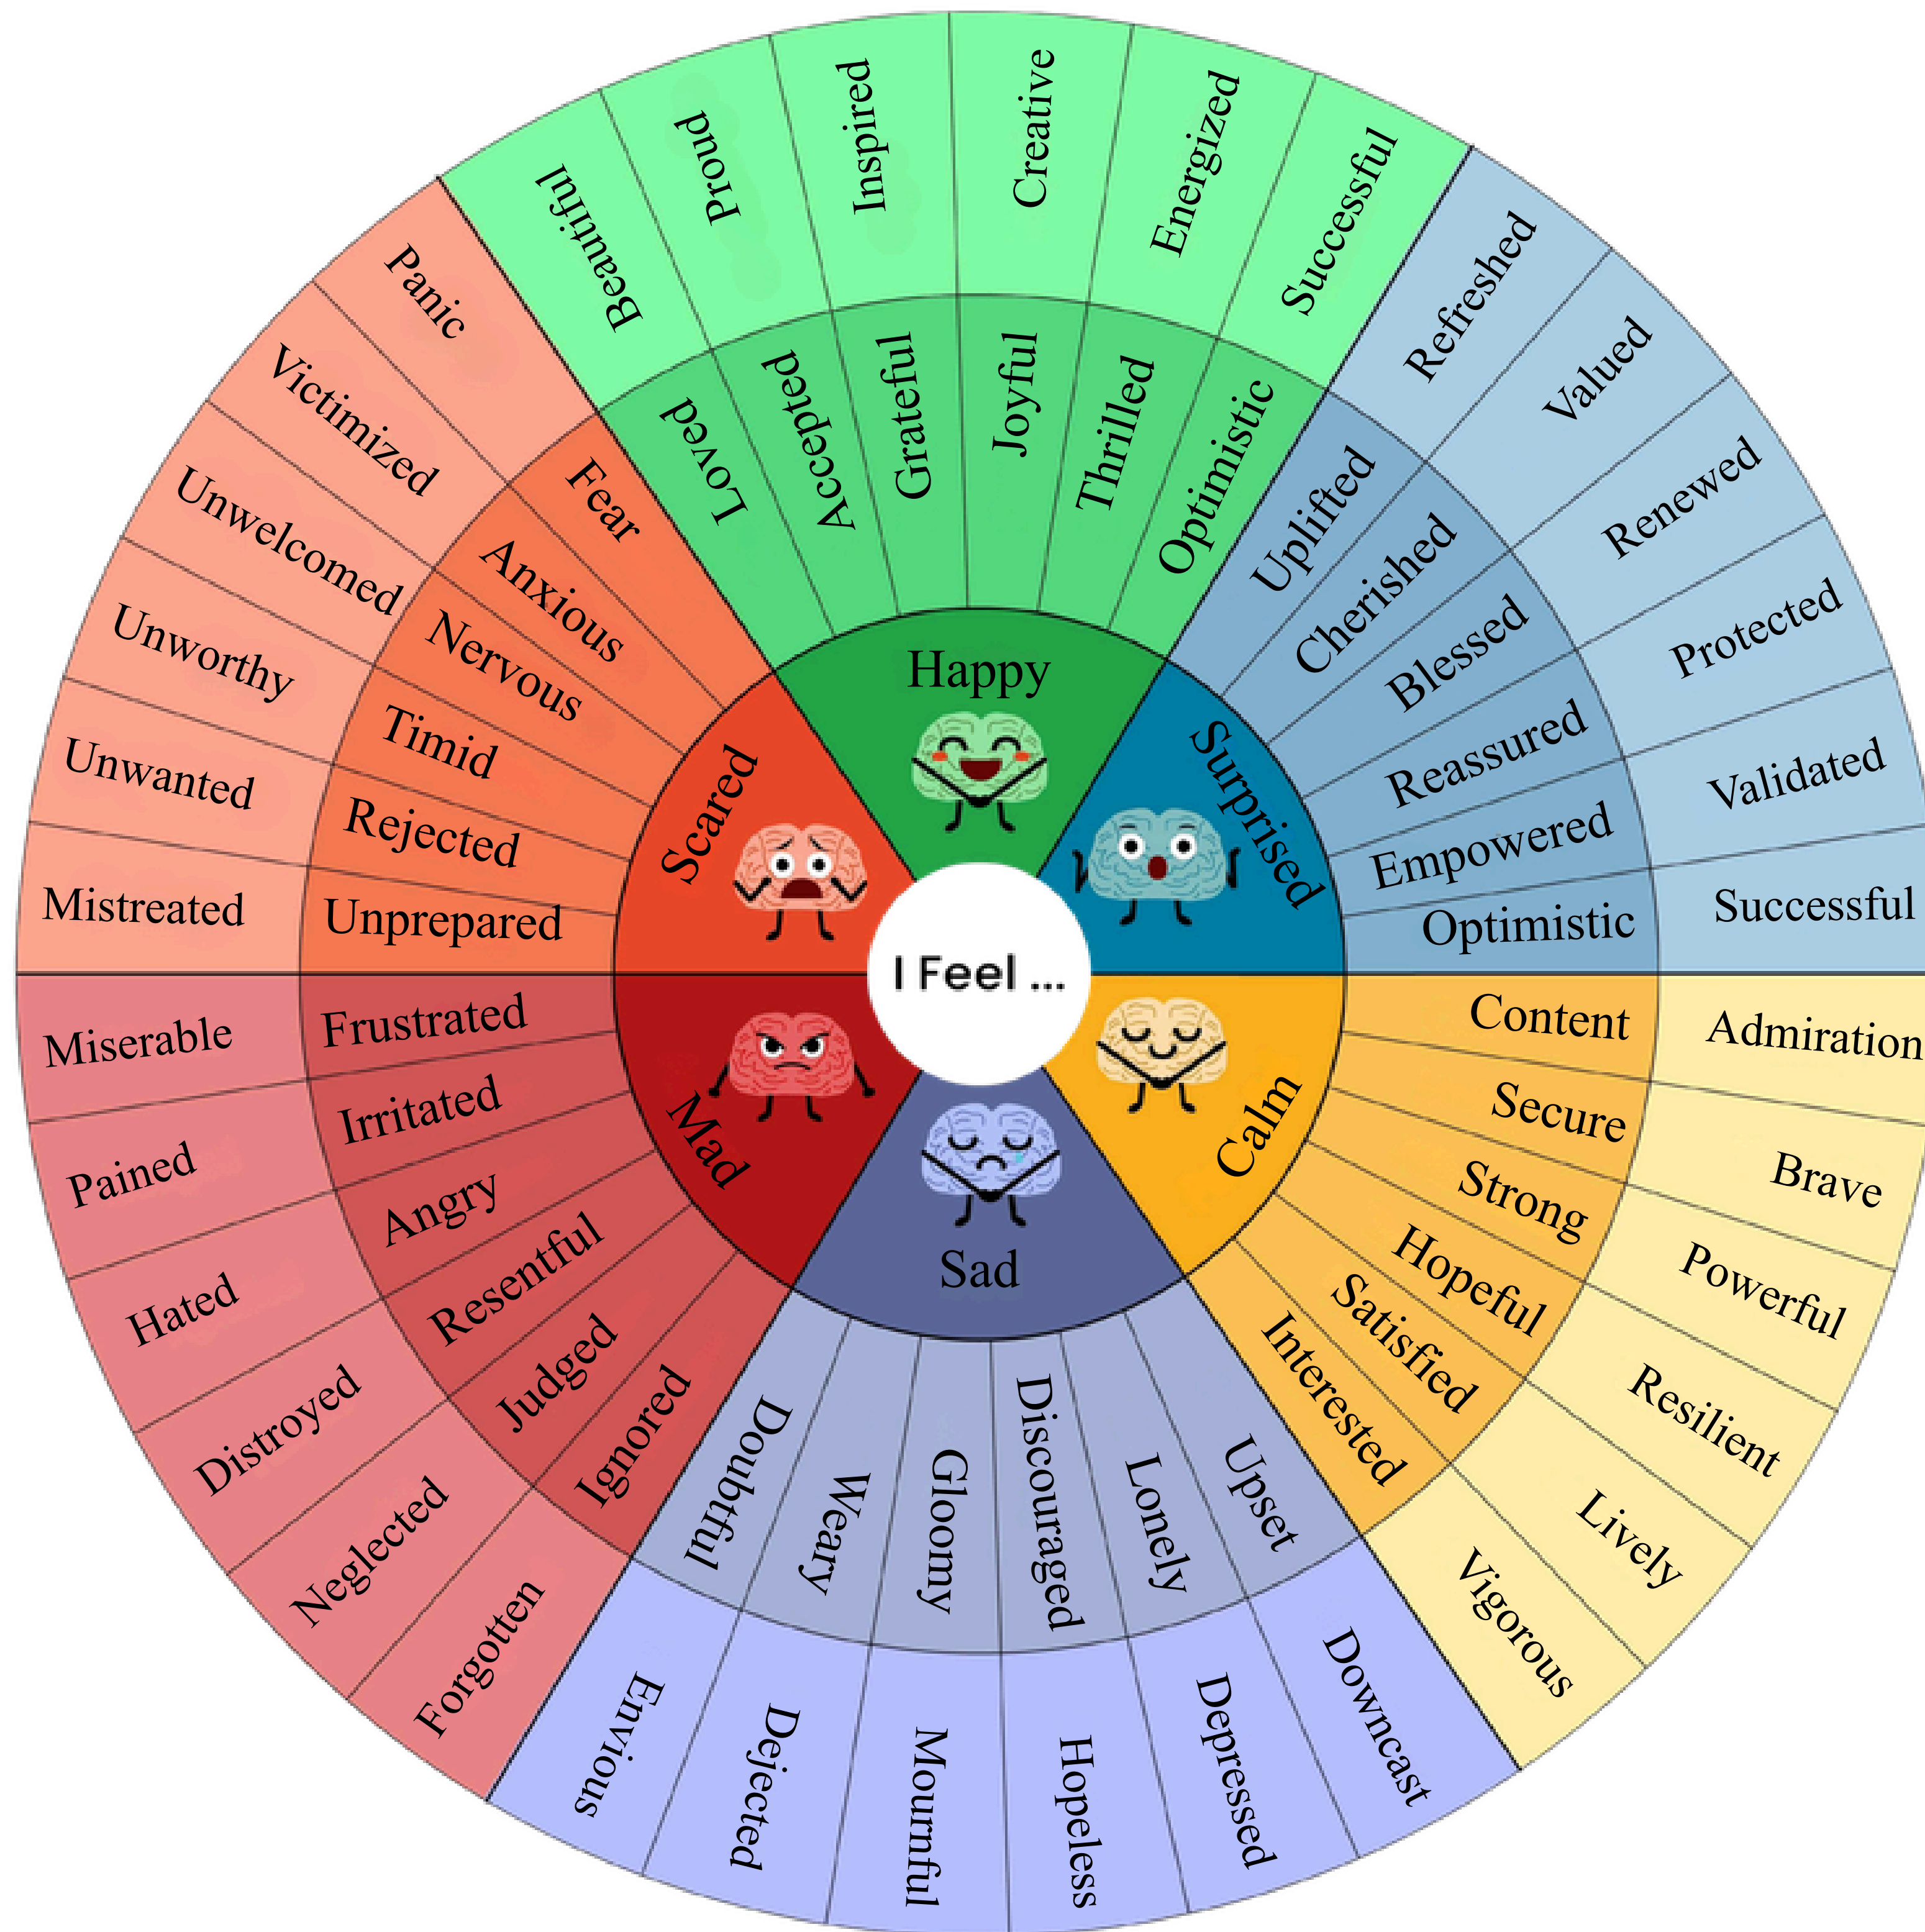 I Feel ...
Happy
Surprised
Calm
Sad
Mad
Scared
Loved
Accepted
Grateful
Joyful
Thrilled
Optimistic
Uplifted
Cherished
Blessed
Reassured
Empowered
Optimistic
Content
Secure
Strong
Hopeful
Satisfied
Interested
Upset
Lonely
Discouraged
Gloomy
Weary
Doubtful
Ignored
Judged
Resentful
Angry
Irritated
Frustrated
Unprepared
Rejected
Timid
Nervous
Anxious
Fear
Beautiful
Proud
Inspired
Creative
Energized
Successful
Refreshed
Valued
Renewed
Protected
Validated
Successful
Admiration
Brave
Powerful
Resilient
Lively
Vigorous
Downcast
Depressed
Hopeless
Mournful
Dejected
Envious
Forgotten
Neglected
Distroyed
Hated
Pained
Miserable
Mistreated
Unwanted
Unworthy
Unwelcomed
Victimized
Panic